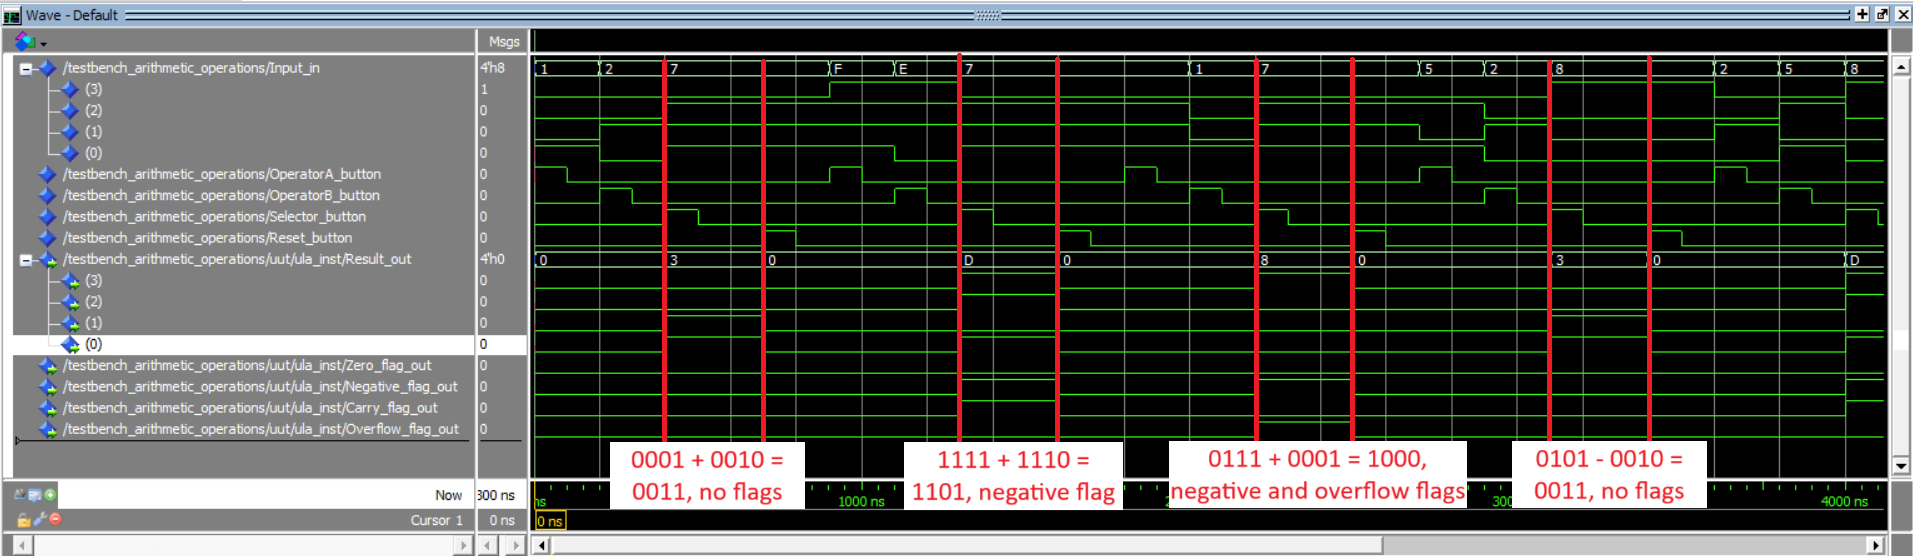 Wave - Default
Msgs
/testbench_arithmetic_operations/Input_in 4'h8 1 2 7 F E 7 1 7 5 2 8 2 5 8
(3) 1
(2) 0
(1) 0
(0) 0
/testbench_arithmetic_operations/OperatorA_button 0
/testbench_arithmetic_operations/OperatorB_button 0
/testbench_arithmetic_operations/Selector_button 0
/testbench_arithmetic_operations/Reset_button 0
/testbench_arithmetic_operations/uut/ula_inst/Result_out 4'h0 0 3 0 D 0 8 0 3 0 D
(3) 0
(2) 0
(1) 0
(0) 0
/testbench_arithmetic_operations/uut/ula_inst/Zero_flag_out 0
/testbench_arithmetic_operations/uut/ula_inst/Negative_flag_out 0
/testbench_arithmetic_operations/uut/ula_inst/Carry_flag_out 0
/testbench_arithmetic_operations/uut/ula_inst/Overflow_flag_out 0
0001 + 0010 =
0011, no flags
1111 + 1110 =
1101, negative flag
0111 + 0001 = 1000,
negative and overflow flags
0101 - 0010 =
0011, no flags
Now 300 ns ns 1000 ns 4000 ns
Cursor 1 0 ns 0 ns